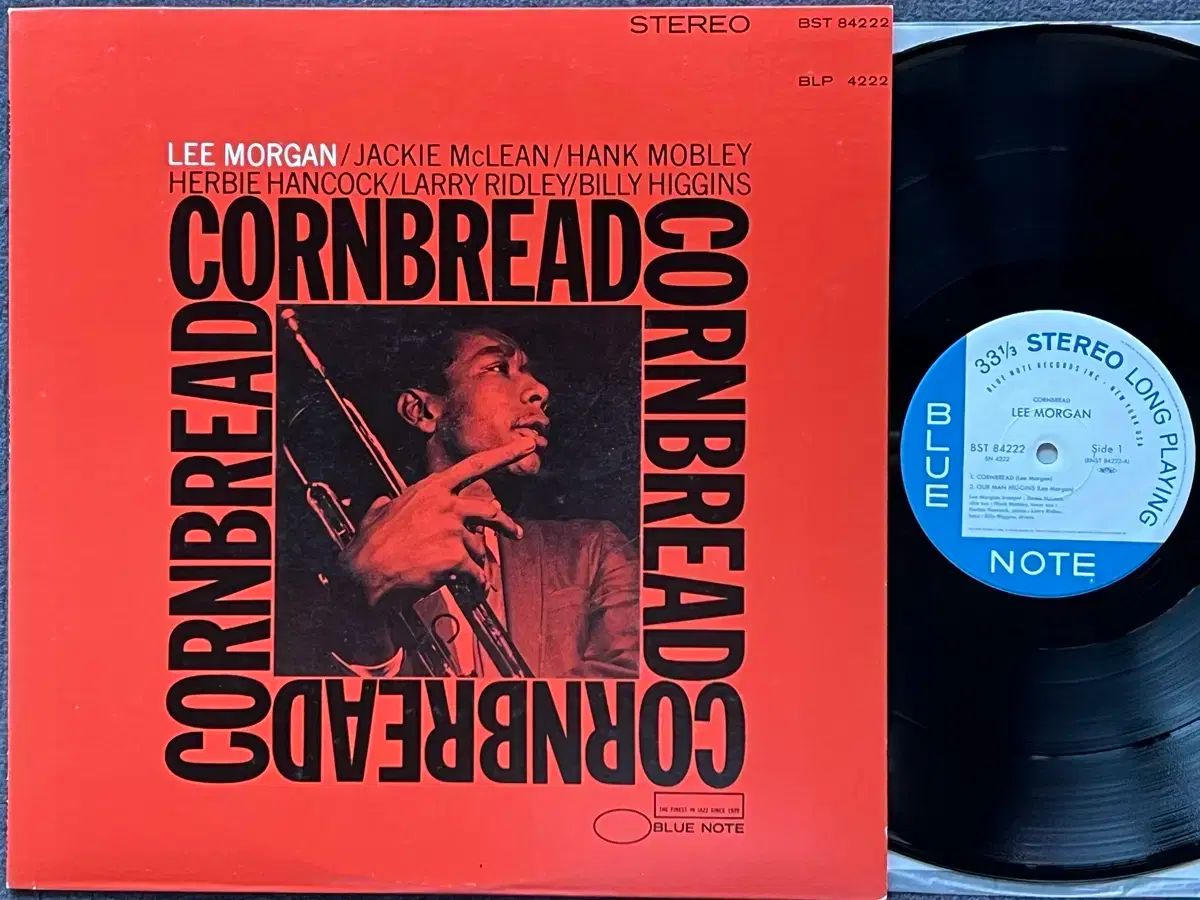 STEREO
BST 84222
BLP 4222
LEE MORGAN/JACKIE McLEAN/HANK MOBLEY
HERBIE HANCOCK/LARRY RIDLEY/BILLY HIGGINS
CORNBREAD
CORNBREAD
CORNBREAD
CORNBREAD
THE FINEST IN JAZZ SINCE 1939
BLUE NOTE
33 1/3 STEREO LONG PLAYING
BLUE NOTE RECORDS INC · NEW YORK USA
CORNBREAD
LEE MORGAN
BST 84222
Side 1
1. CORNBREAD (Lee Morgan)
2. OUR MAN HIGGINS (Lee Morgan)
BLUE
NOTE